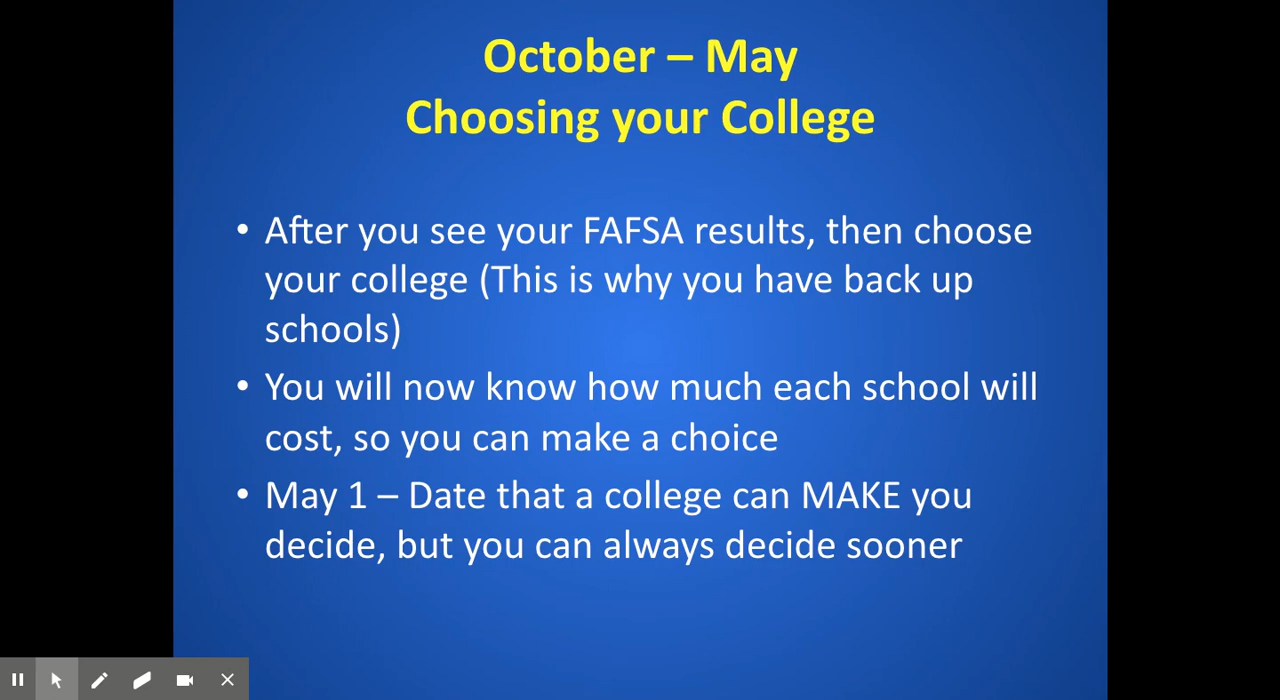 October – May
Choosing your College
• After you see your FAFSA results, then choose
your college (This is why you have back up
schools)
• You will now know how much each school will
cost, so you can make a choice
• May 1 – Date that a college can MAKE you
decide, but you can always decide sooner